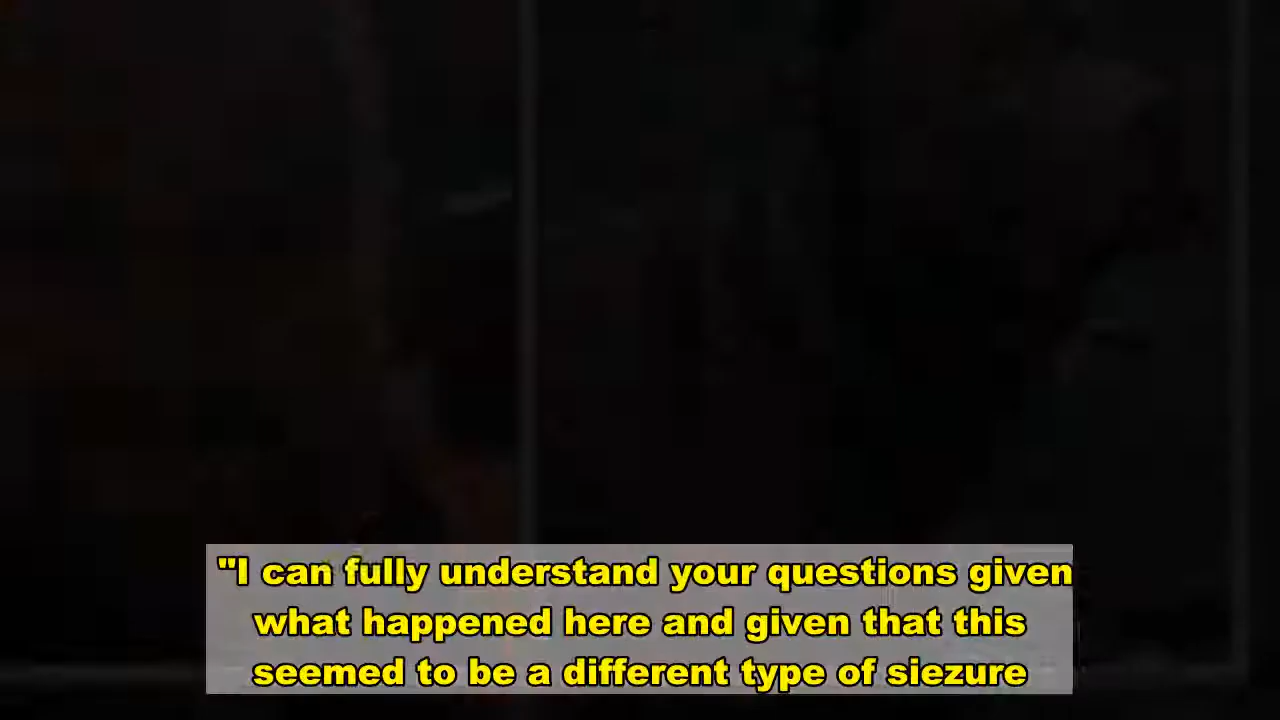 "I can fully understand your questions given
what happened here and given that this
seemed to be a different type of siezure